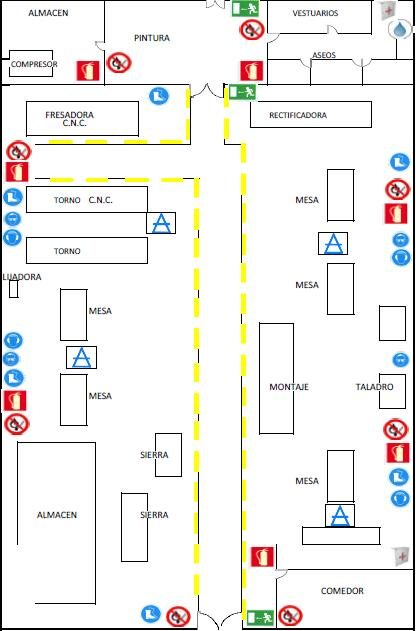 ALMACEN
VESTUARIOS
PINTURA
ASEOS
COMPRESOR
FRESADORA
C.N.C.
RECTIFICADORA
TORNO C.N.C.
MESA
TORNO
LIJADORA
MESA
MESA
MONTAJE
TALADRO
MESA
SIERRA
MESA
ALMACEN
SIERRA
COMEDOR